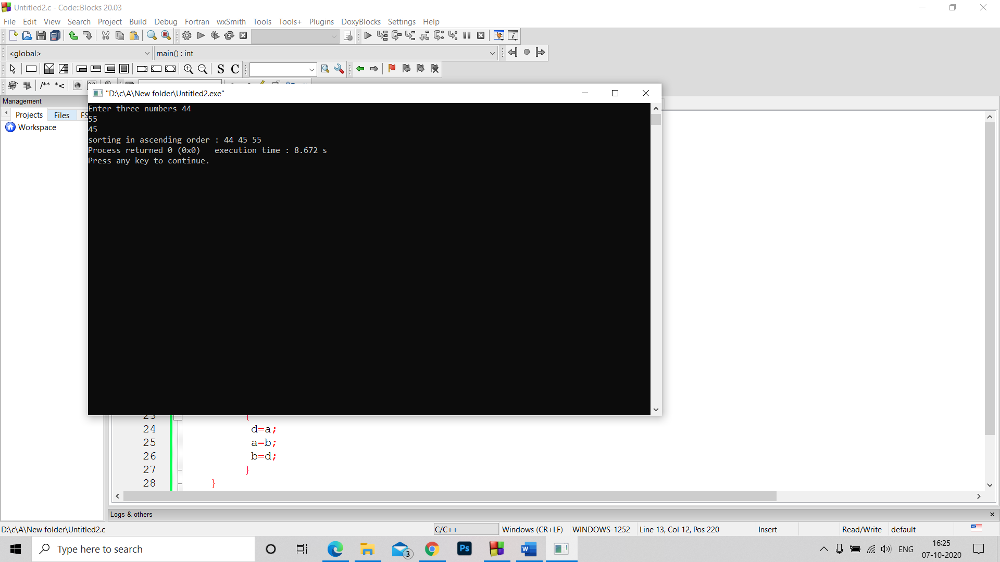 Untitled2.c - Code::Blocks 20.03
File Edit View Search Project Build Debug Fortran wxSmith Tools Tools+ Plugins DoxyBlocks Settings Help
<global> main() : int
S C
/** *<
Management
"D:\c\A\New folder\Untitled2.exe"
Projects Files FS
Workspace
Enter three numbers 44
55
45
sorting in ascending order : 44 45 55
Process returned 0 (0x0)   execution time : 8.672 s
Press any key to continue.
23 {
24 d=a;
25 a=b;
26 b=d;
27 }
28 }
Logs & others
D:\c\A\New folder\Untitled2.c C/C++ Windows (CR+LF) WINDOWS-1252 Line 13, Col 12, Pos 220 Insert Read/Write default
Type here to search 3 Ps W ENG 16:25
07-10-2020